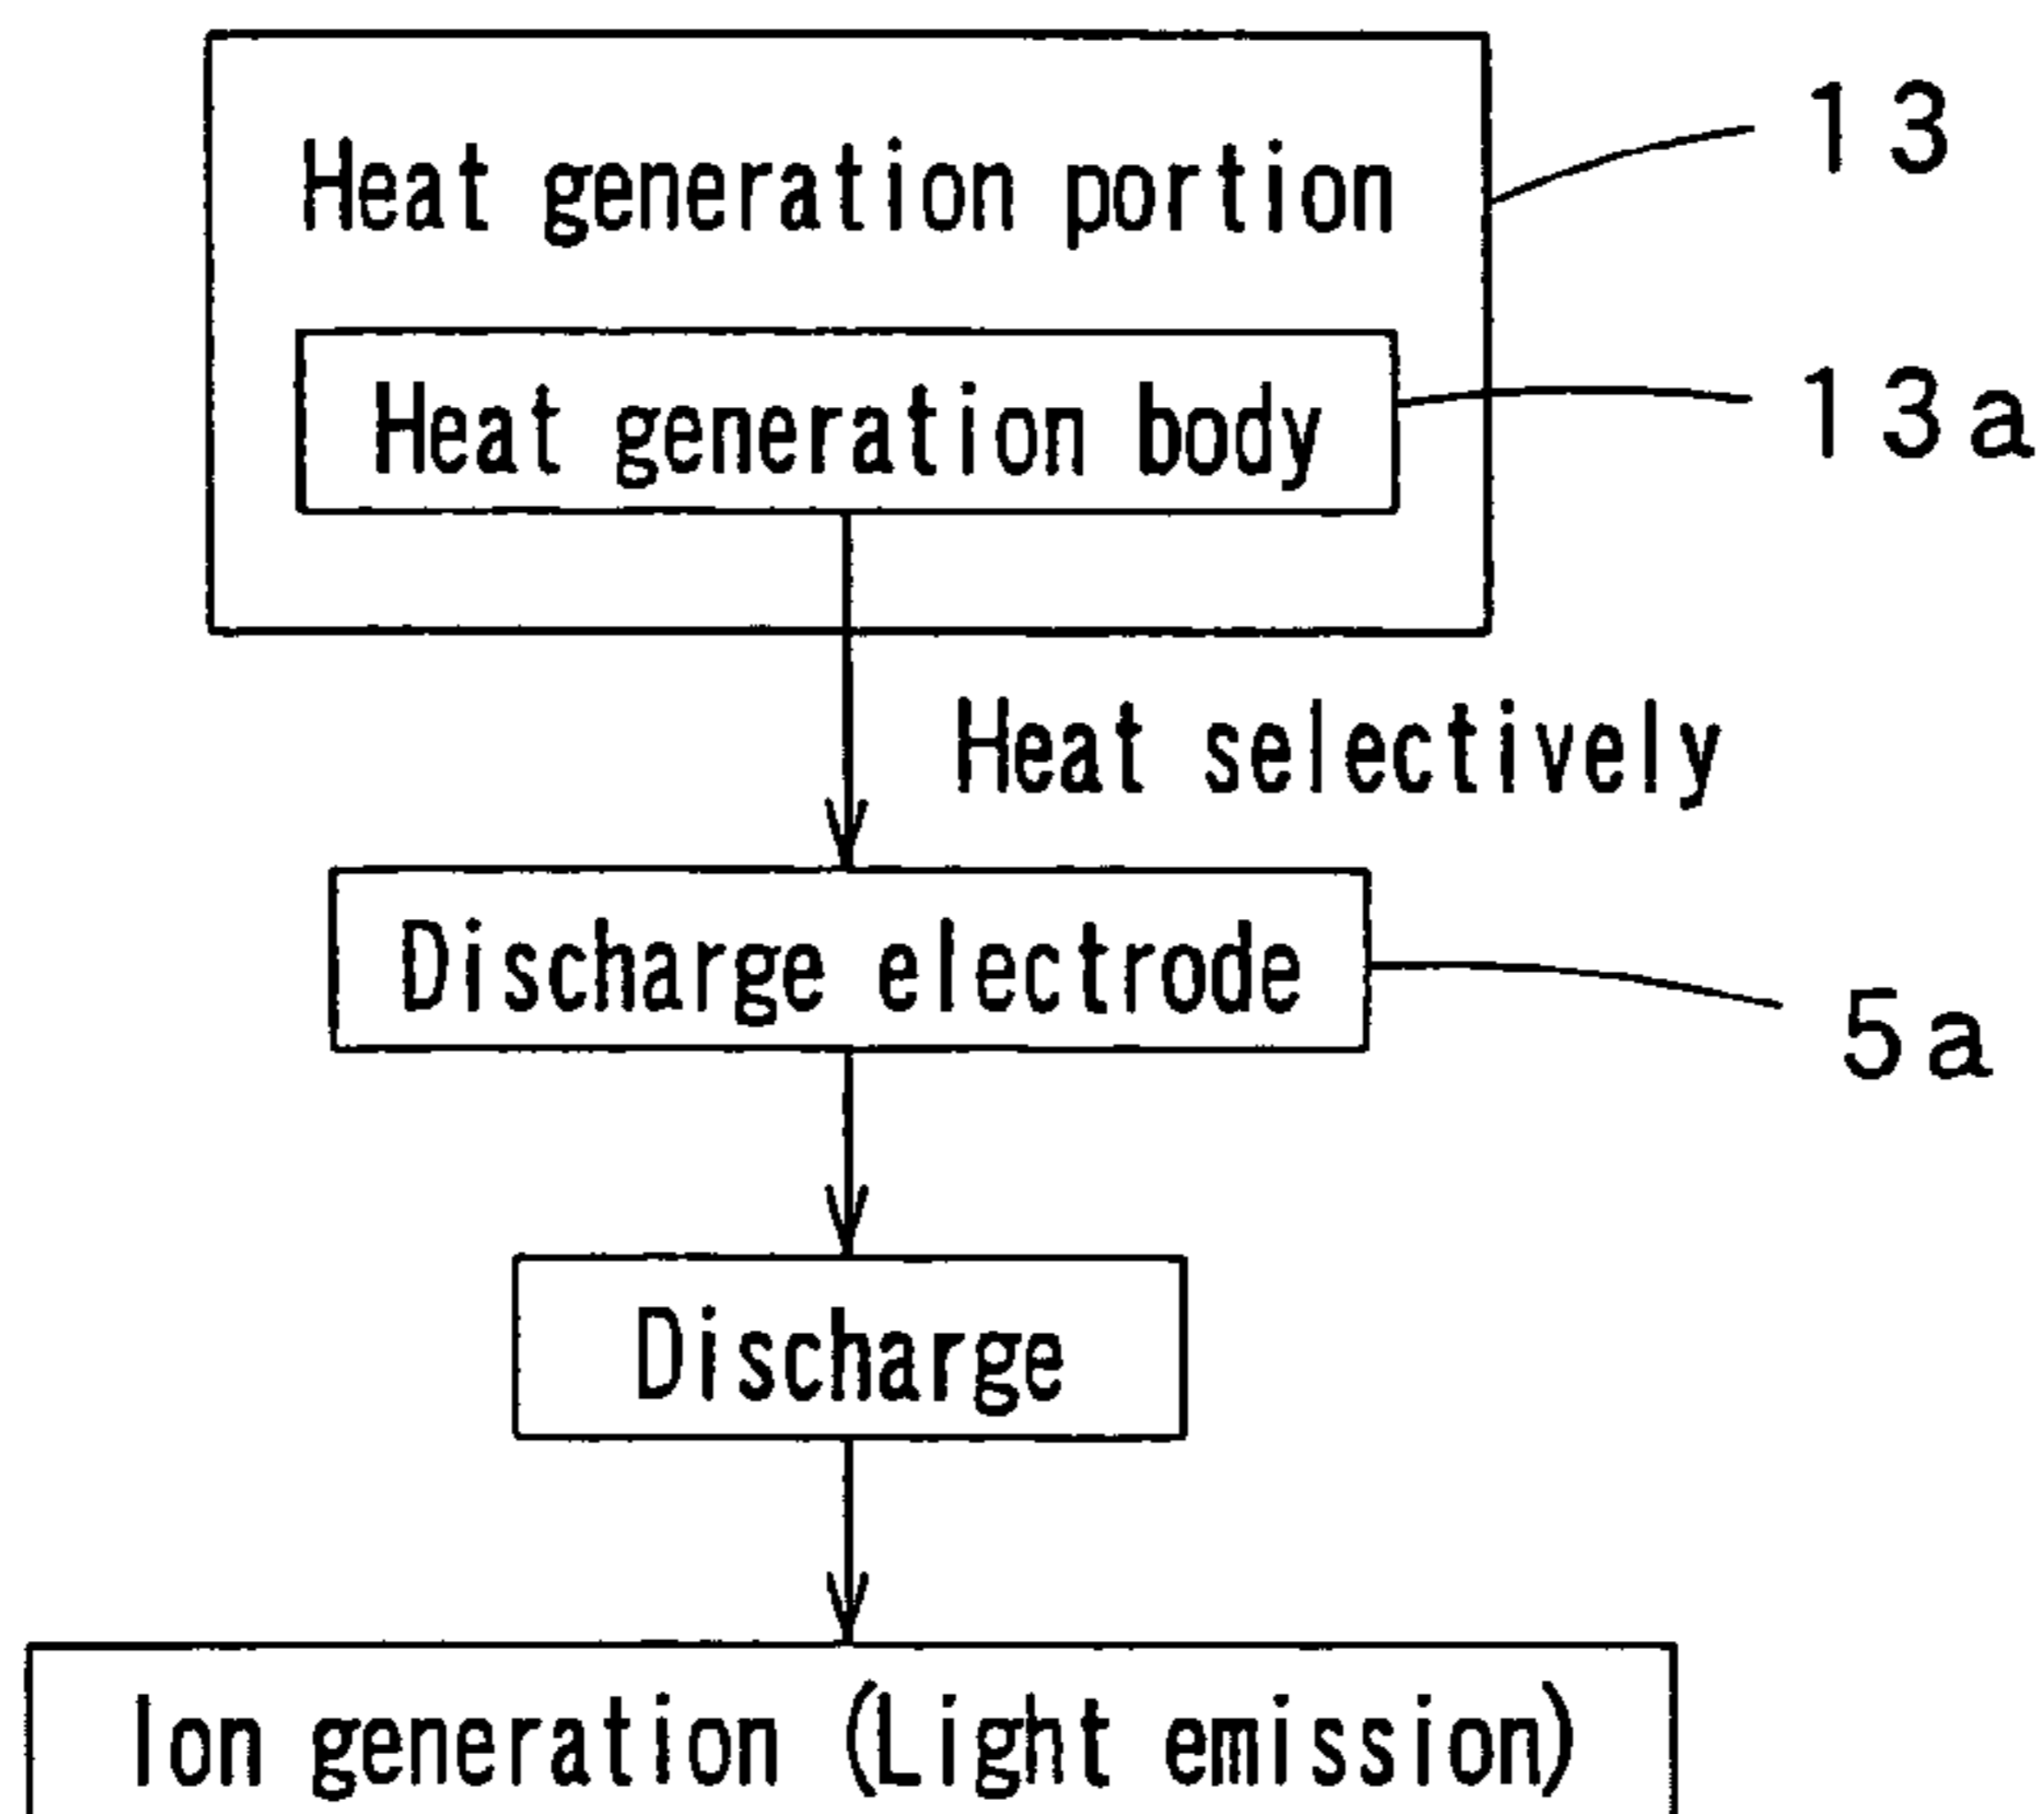 Heat generation portion
13
Heat generation body
13a
Heat selectively
Discharge electrode
5a
Discharge
Ion generation (Light emission)